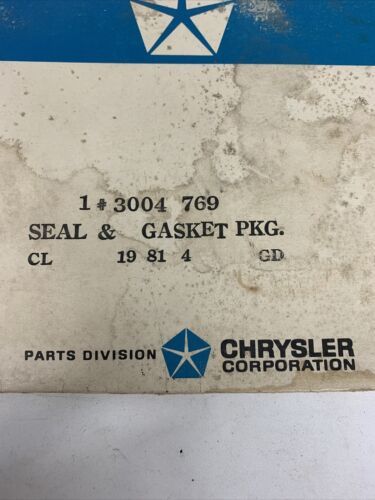 1 # 3004 769
SEAL & GASKET PKG.
CL 19 81 4 GD
PARTS DIVISION CHRYSLER
CORPORATION